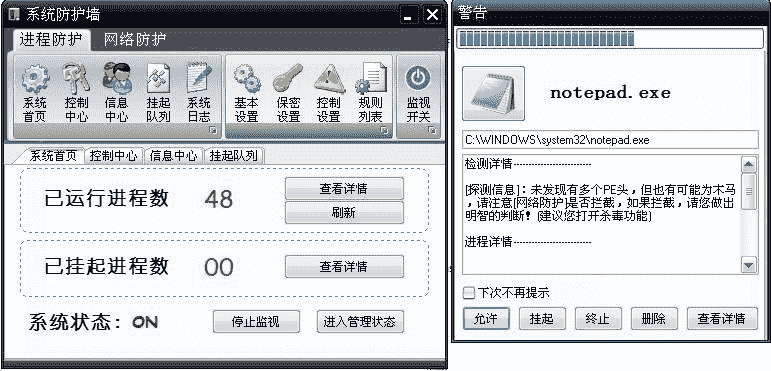 系统防护墙
进程防护 网络防护
系统首页 控制中心 信息中心 挂起队列 系统日志 基本设置 保密设置 控制设置 规则列表 监视开关
系统首页 控制中心 信息中心 挂起队列
已运行进程数 48 查看详情
刷新
已挂起进程数 00 查看详情
系统状态：ON 停止监视 进入管理状态
警告
notepad.exe
C:\WINDOWS\system32\notepad.exe
检测详情------------------------
[探测信息]：未发现有多个PE头，但也有可能为木马
，请注意[网络防护]是否拦截，如果拦截，请您做出
明智的判断！(建议您打开杀毒功能)
进程详情------------------------
下次不再提示
允许 挂起 终止 删除 查看详情